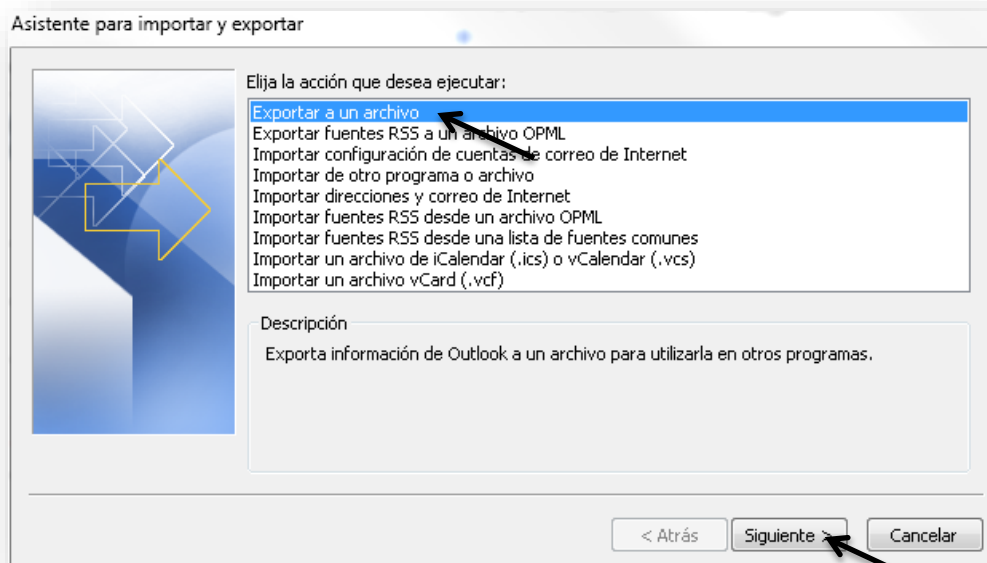 Asistente para importar y exportar
Elija la acción que desea ejecutar:
Exportar a un archivo
Exportar fuentes RSS a un archivo OPML
Importar configuración de cuentas de correo de Internet
Importar de otro programa o archivo
Importar direcciones y correo de Internet
Importar fuentes RSS desde un archivo OPML
Importar fuentes RSS desde una lista de fuentes comunes
Importar un archivo de iCalendar (.ics) o vCalendar (.vcs)
Importar un archivo vCard (.vcf)
Descripción
Exporta información de Outlook a un archivo para utilizarla en otros programas.
< Atrás Siguiente > Cancelar